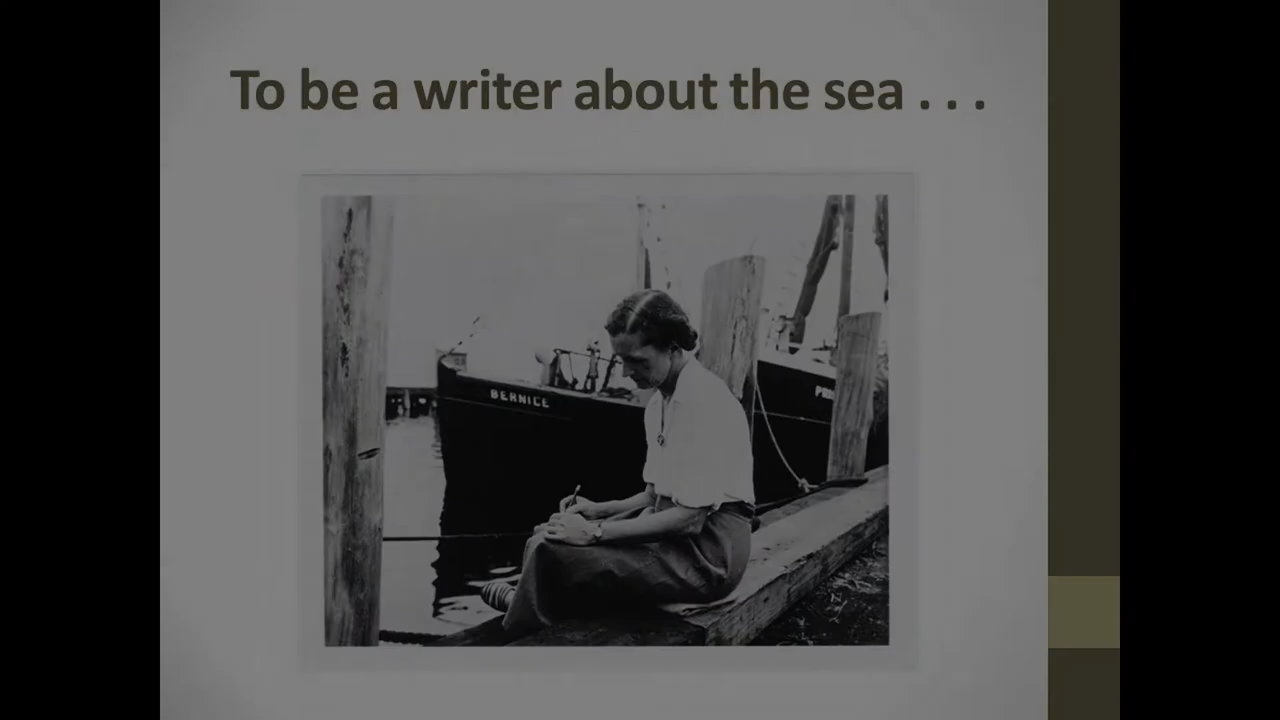 To be a writer about the sea . . .
BERNICE